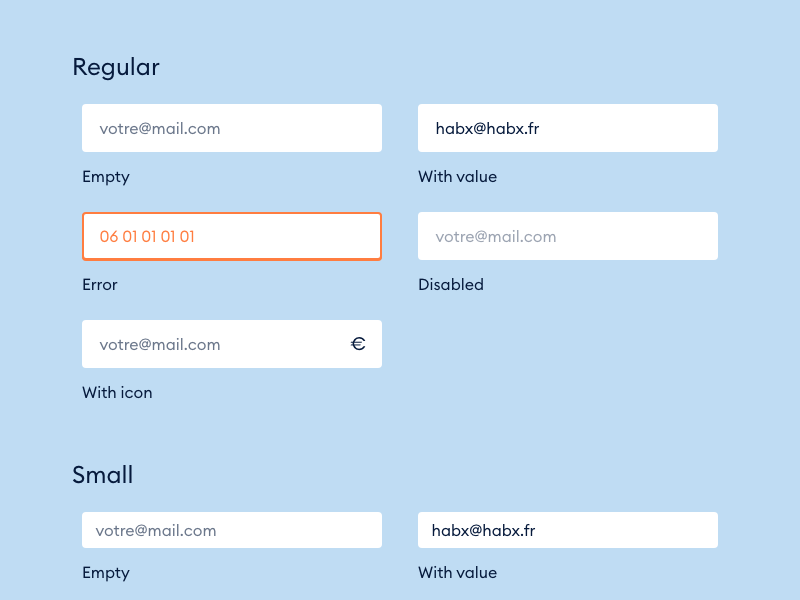 Regular
votre@mail.com
habx@habx.fr
Empty
With value
06 01 01 01 01
votre@mail.com
Error
Disabled
votre@mail.com €
With icon
Small
votre@mail.com
habx@habx.fr
Empty
With value